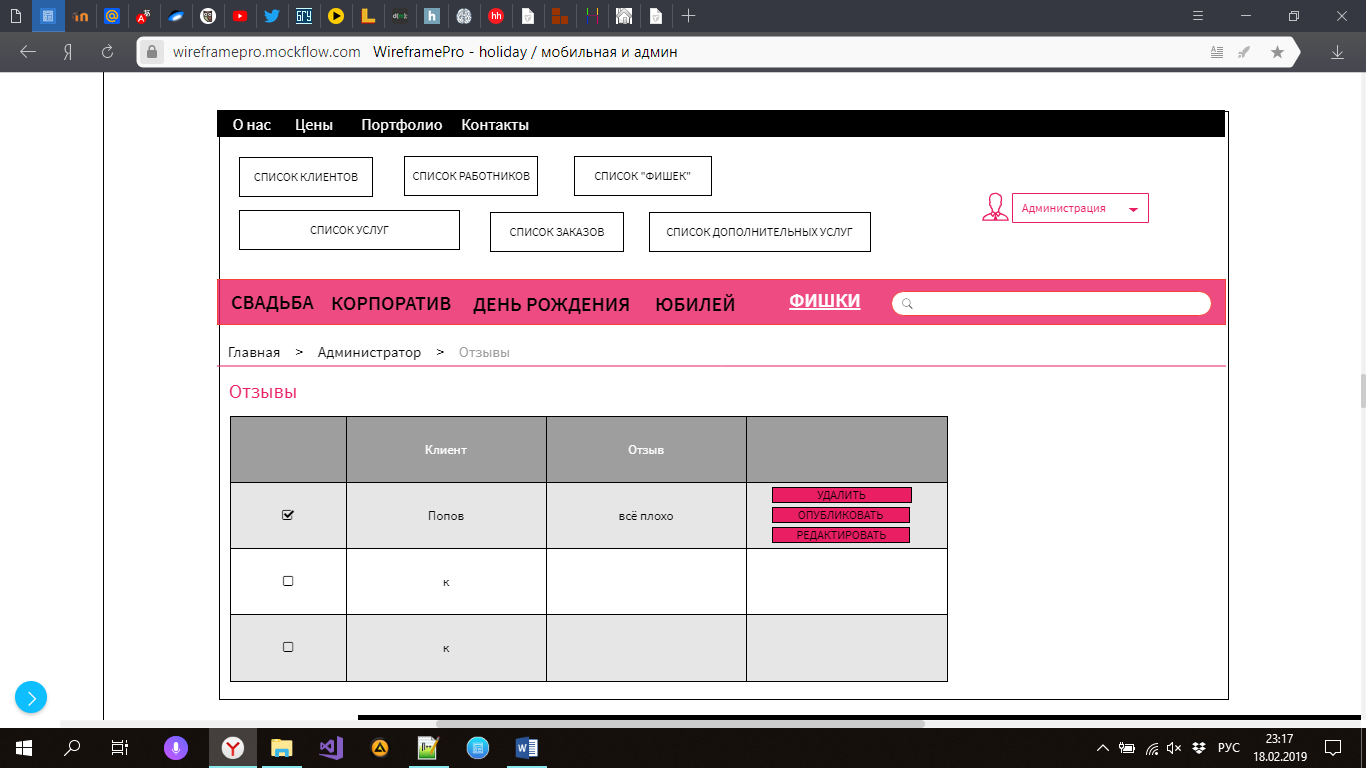 wireframepro.mockflow.com WireframePro - holiday / мобильная и админ
О нас Цены Портфолио Контакты
СПИСОК КЛИЕНТОВ СПИСОК РАБОТНИКОВ СПИСОК "ФИШЕК"
Администрация
СПИСОК УСЛУГ СПИСОК ЗАКАЗОВ СПИСОК ДОПОЛНИТЕЛЬНЫХ УСЛУГ
СВАДЬБА КОРПОРАТИВ ДЕНЬ РОЖДЕНИЯ ЮБИЛЕЙ ФИШКИ
Главная > Администратор > Отзывы
Отзывы
Клиент Отзыв
Попов всё плохо
УДАЛИТЬ
ОПУБЛИКОВАТЬ
РЕДАКТИРОВАТЬ
к
к
РУС
23:17
18.02.2019